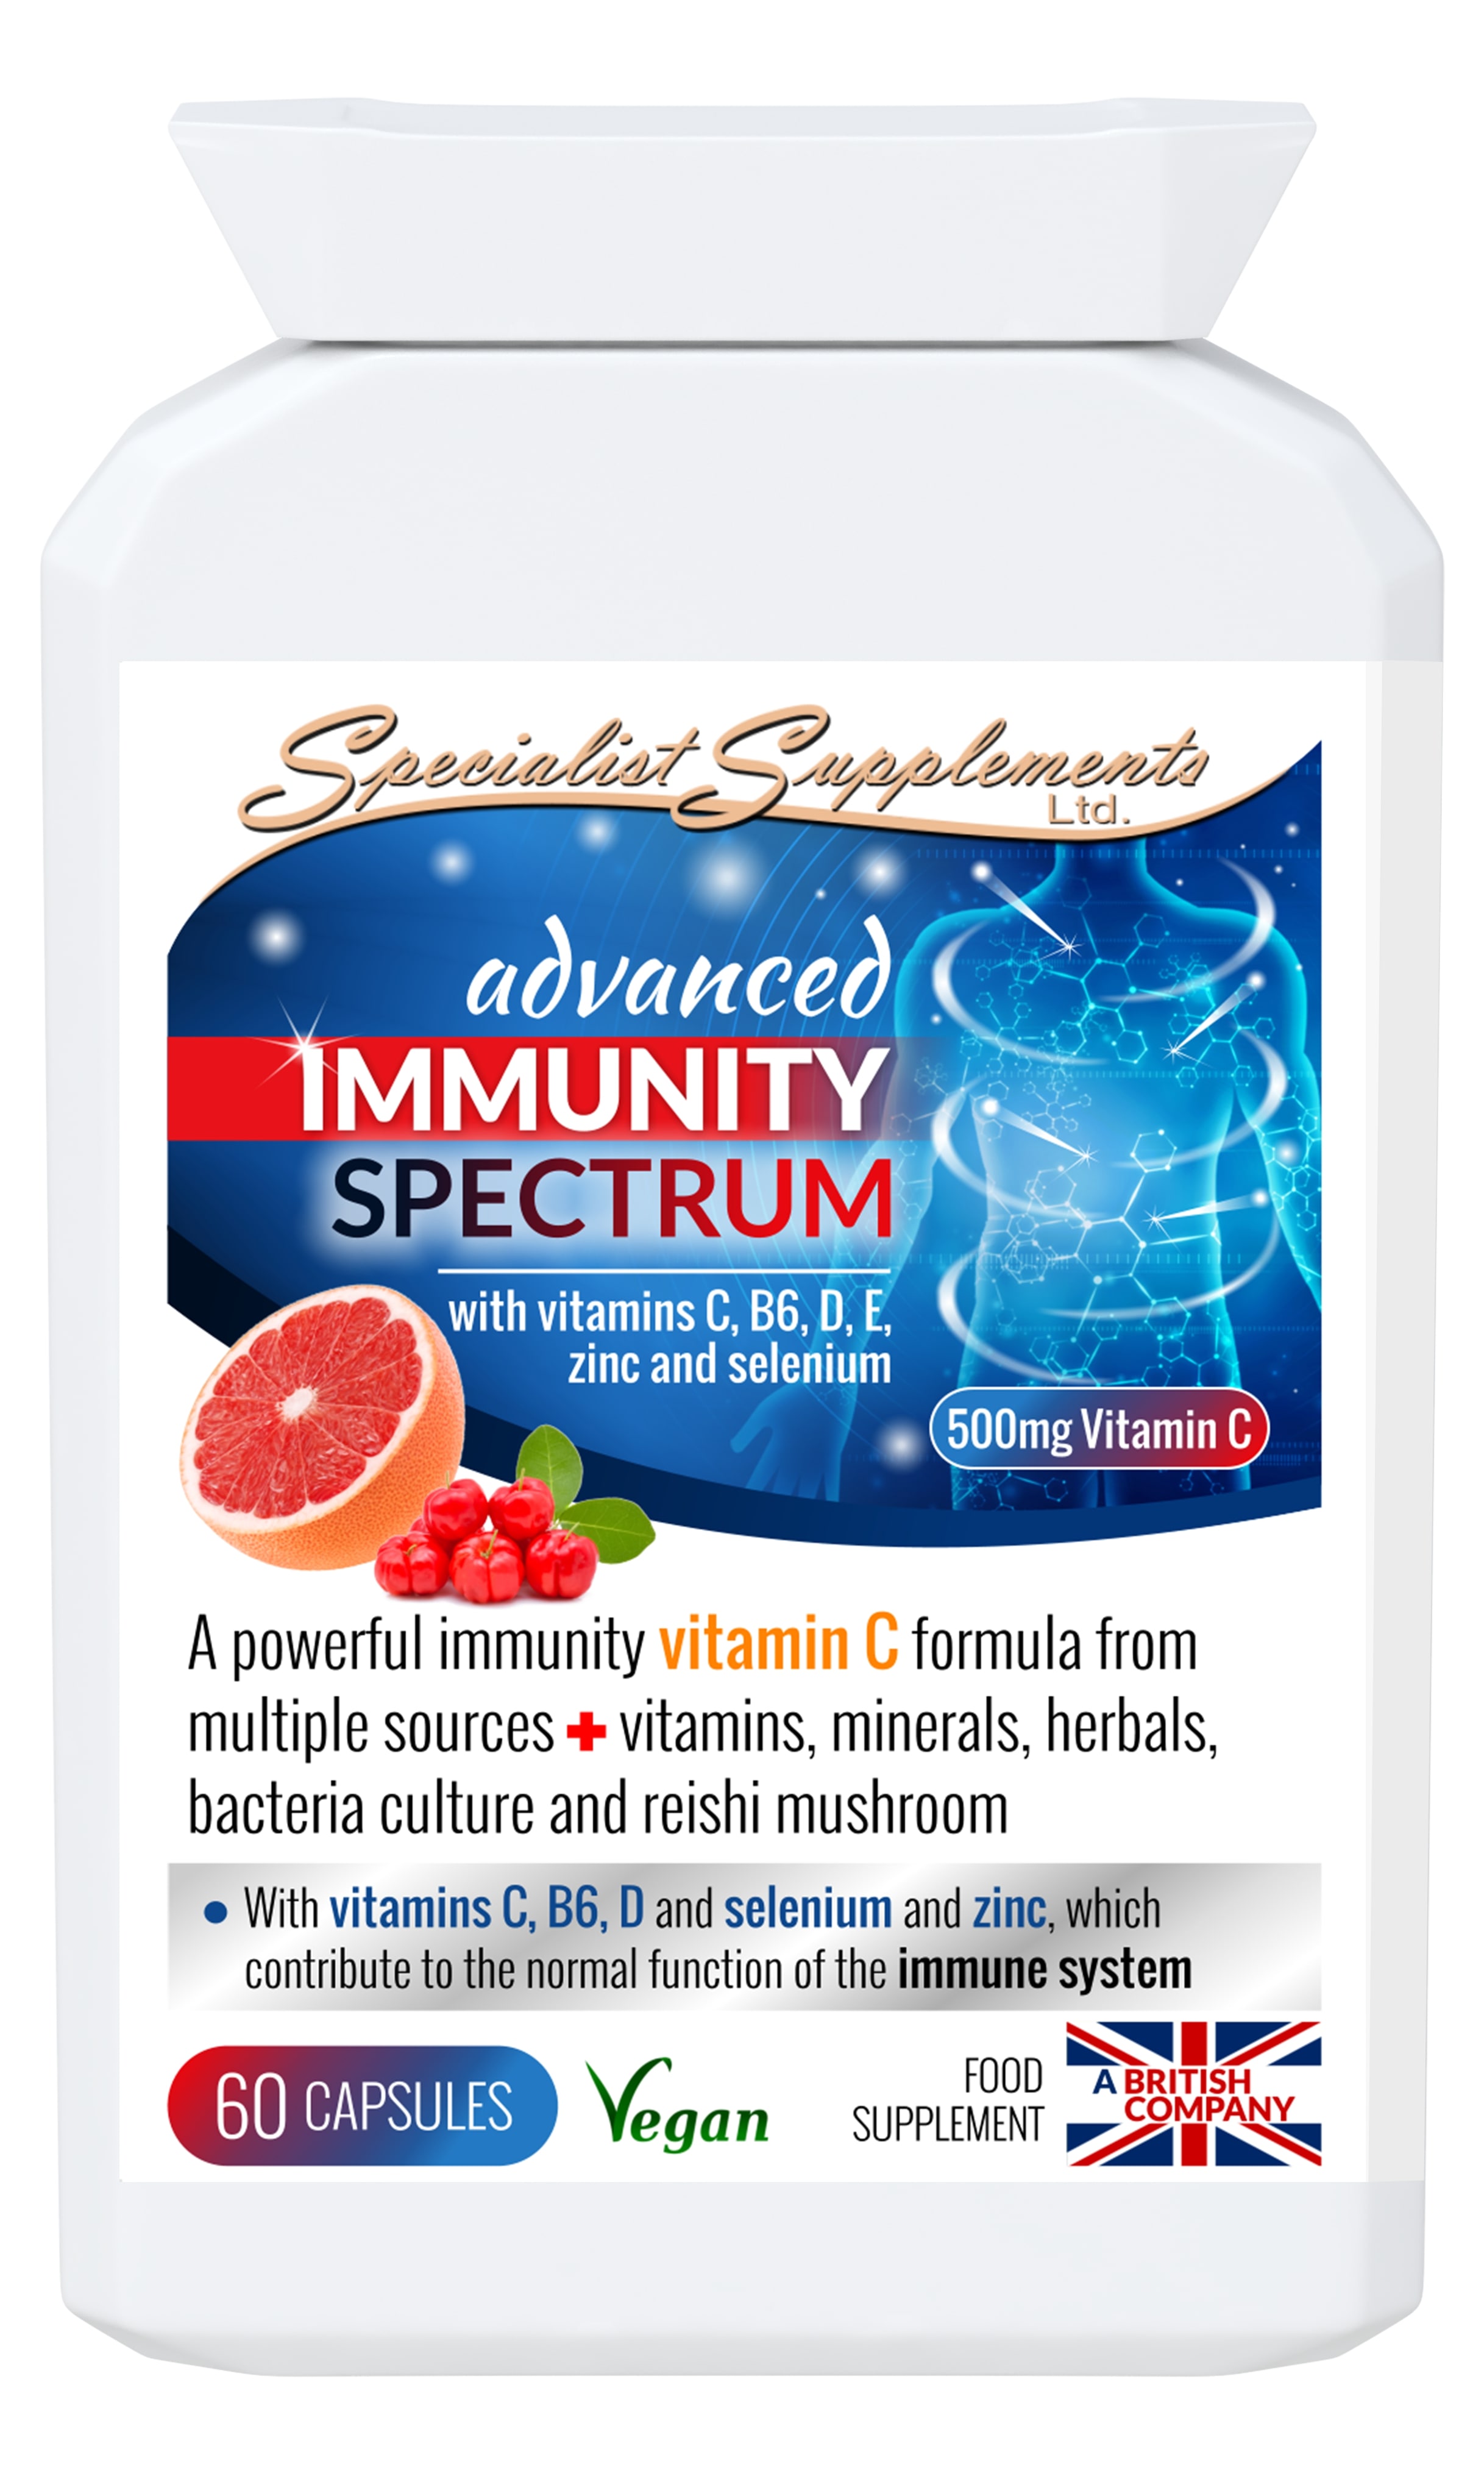 Specialist Supplements
Ltd.
advanced
IMMUNITY
SPECTRUM
with vitamins C, B6, D, E,
zinc and selenium
500mg Vitamin C
A powerful immunity vitamin C formula from
multiple sources + vitamins, minerals, herbals,
bacteria culture and reishi mushroom
• With vitamins C, B6, D and selenium and zinc, which
contribute to the normal function of the immune system
60 CAPSULES
Vegan
FOOD
SUPPLEMENT
A BRITISH
COMPANY